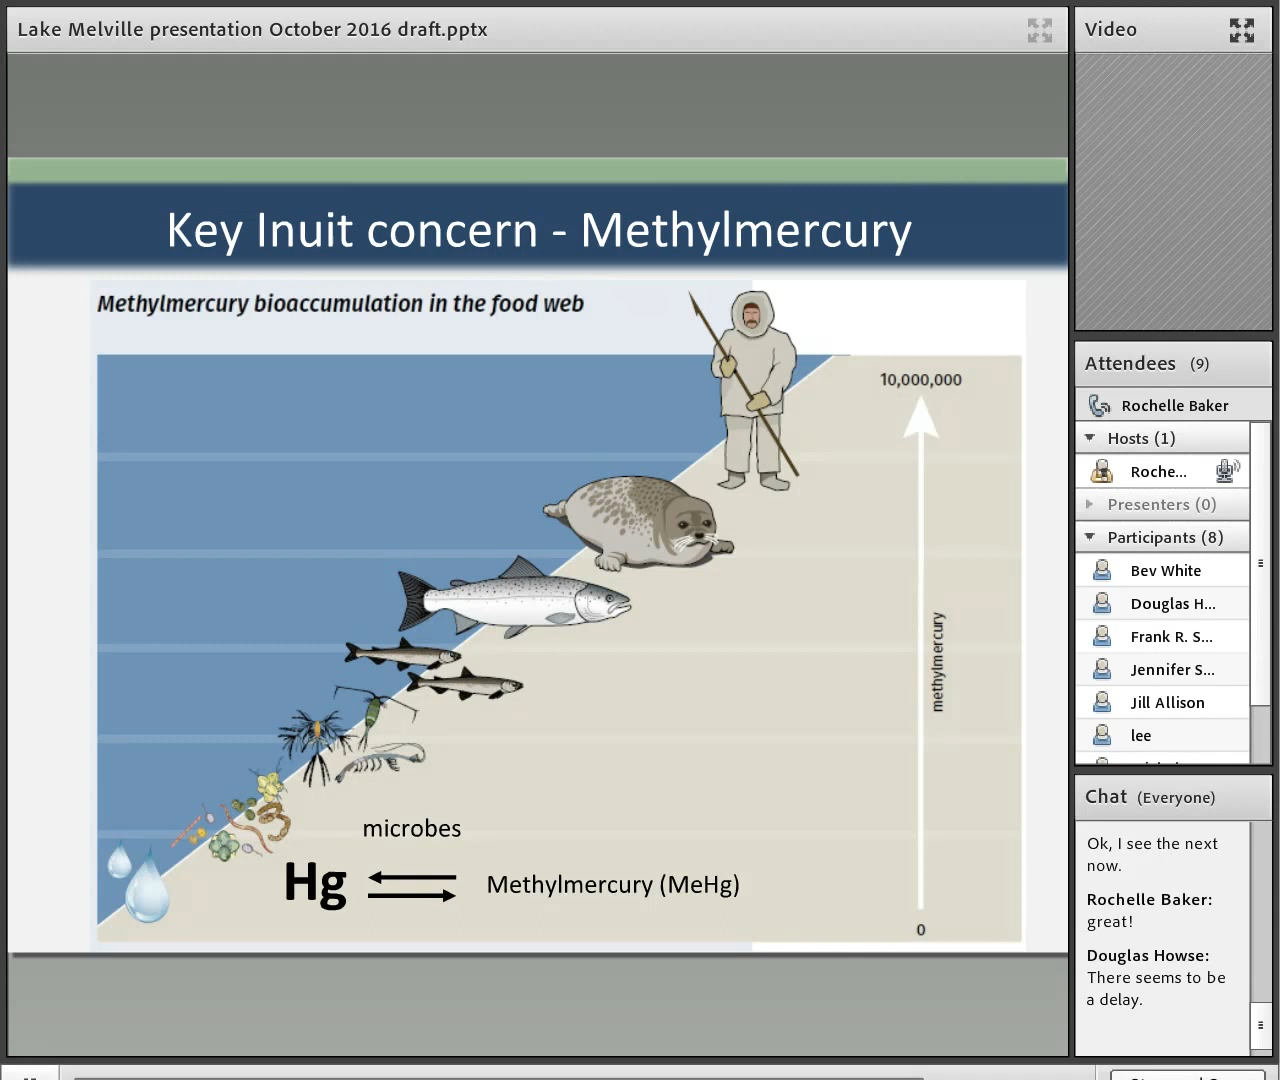 Lake Melville presentation October 2016 draft.pptx
Key Inuit concern - Methylmercury
Methylmercury bioaccumulation in the food web
10,000,000
methylmercury
microbes
Hg
Methylmercury (MeHg)
0
Video
Attendees (9)
Rochelle Baker
Hosts (1)
Roche...
Presenters (0)
Participants (8)
Bev White
Douglas H...
Frank R. S...
Jennifer S...
Jill Allison
lee
Chat (Everyone)
Ok, I see the next
now.
Rochelle Baker:
great!
Douglas Howse:
There seems to be
a delay.